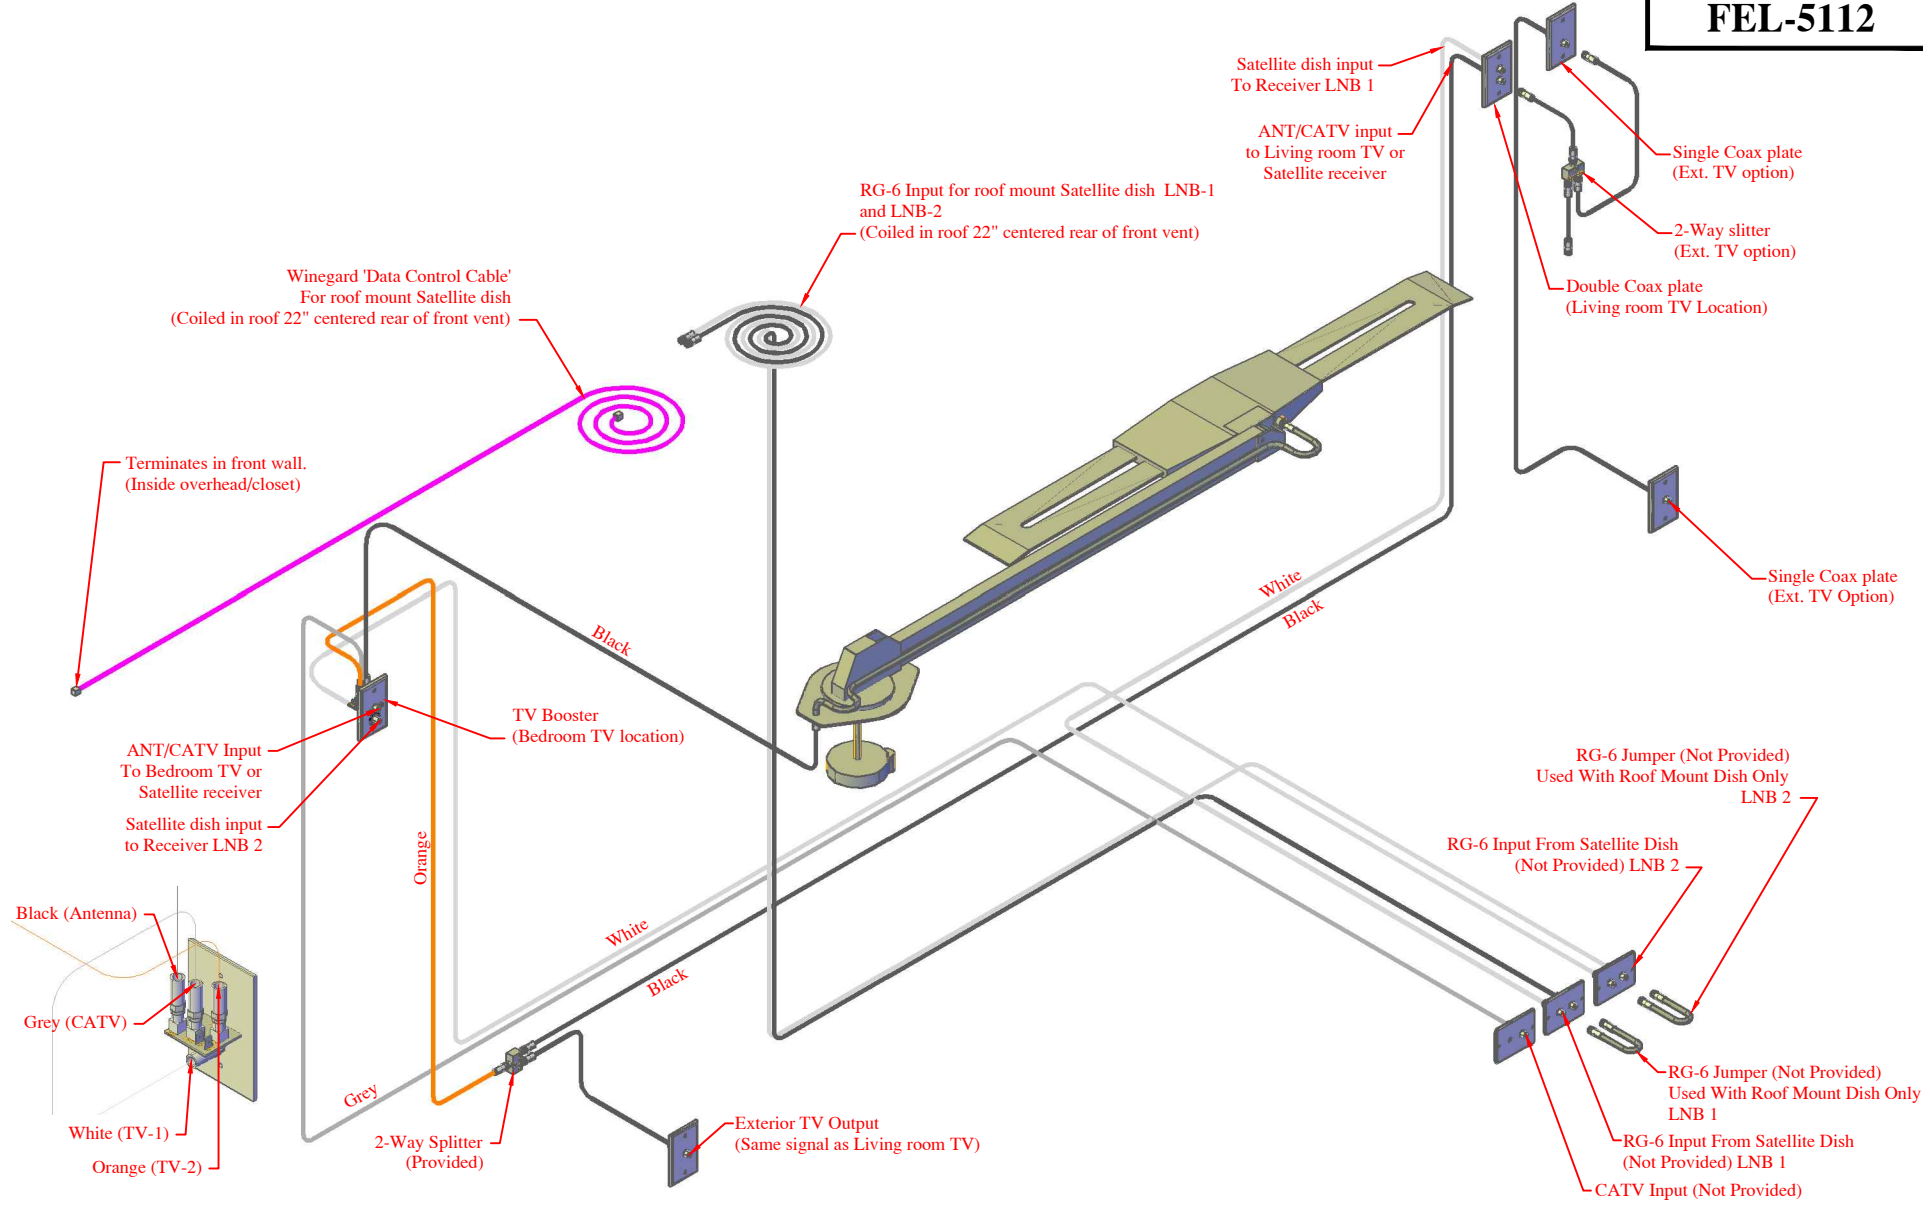 FEL-5112
Satellite dish input
To Receiver LNB 1
ANT/CATV input
to Living room TV or
Satellite receiver
Single Coax plate
(Ext. TV option)
2-Way slitter
(Ext. TV option)
Double Coax plate
(Living room TV Location)
RG-6 Input for roof mount Satellite dish LNB-1
and LNB-2
(Coiled in roof 22" centered rear of front vent)
Winegard 'Data Control Cable'
For roof mount Satellite dish
(Coiled in roof 22" centered rear of front vent)
Terminates in front wall.
(Inside overhead/closet)
Single Coax plate
(Ext. TV Option)
White
Black
Black
TV Booster
(Bedroom TV location)
ANT/CATV Input
To Bedroom TV or
Satellite receiver
Satellite dish input
to Receiver LNB 2
Orange
RG-6 Jumper (Not Provided)
Used With Roof Mount Dish Only
LNB 2
RG-6 Input From Satellite Dish
(Not Provided) LNB 2
Black (Antenna)
Grey (CATV)
White (TV-1)
Orange (TV-2)
White
Black
Grey
2-Way Splitter
(Provided)
Exterior TV Output
(Same signal as Living room TV)
RG-6 Jumper (Not Provided)
Used With Roof Mount Dish Only
LNB 1
RG-6 Input From Satellite Dish
(Not Provided) LNB 1
CATV Input (Not Provided)